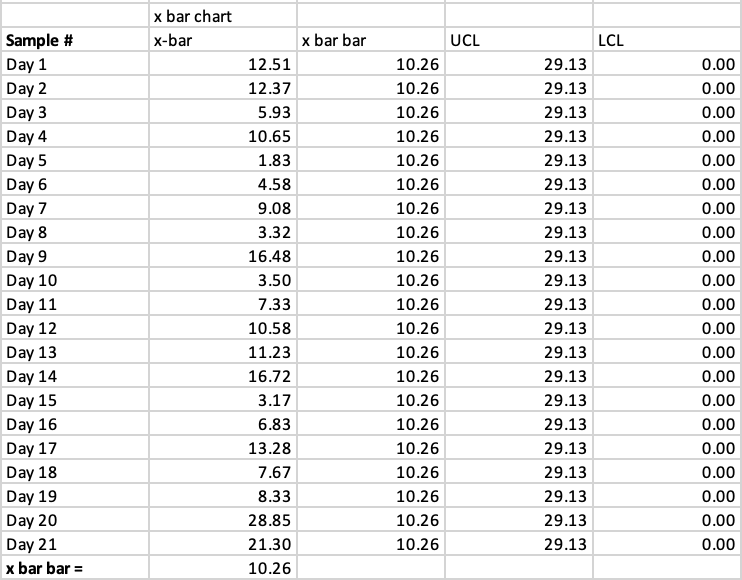 x bar chart
Sample # x-bar x bar bar UCL LCL
Day 1 12.51 10.26 29.13 0.00
Day 2 12.37 10.26 29.13 0.00
Day 3 5.93 10.26 29.13 0.00
Day 4 10.65 10.26 29.13 0.00
Day 5 1.83 10.26 29.13 0.00
Day 6 4.58 10.26 29.13 0.00
Day 7 9.08 10.26 29.13 0.00
Day 8 3.32 10.26 29.13 0.00
Day 9 16.48 10.26 29.13 0.00
Day 10 3.50 10.26 29.13 0.00
Day 11 7.33 10.26 29.13 0.00
Day 12 10.58 10.26 29.13 0.00
Day 13 11.23 10.26 29.13 0.00
Day 14 16.72 10.26 29.13 0.00
Day 15 3.17 10.26 29.13 0.00
Day 16 6.83 10.26 29.13 0.00
Day 17 13.28 10.26 29.13 0.00
Day 18 7.67 10.26 29.13 0.00
Day 19 8.33 10.26 29.13 0.00
Day 20 28.85 10.26 29.13 0.00
Day 21 21.30 10.26 29.13 0.00
x bar bar = 10.26